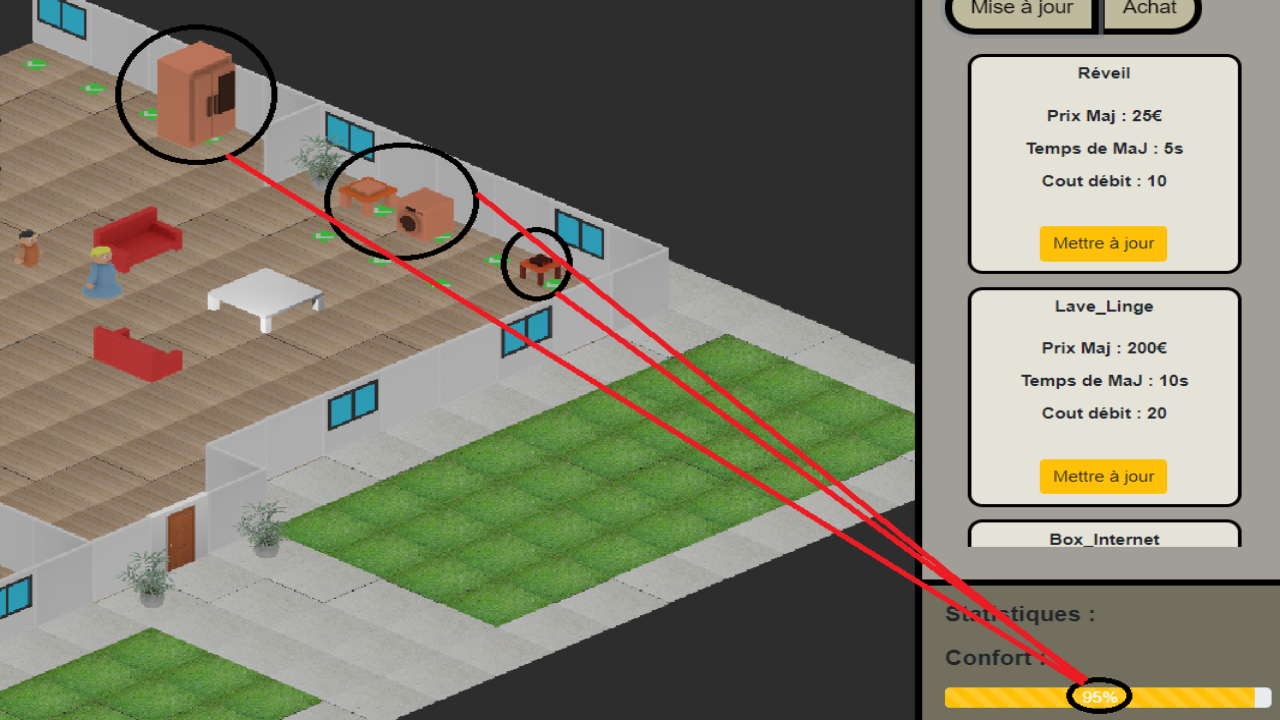 Mise à jour
Achat
Réveil
Prix Maj : 25€
Temps de MaJ : 5s
Cout débit : 10
Mettre à jour
Lave_Linge
Prix Maj : 200€
Temps de MaJ : 10s
Cout débit : 20
Mettre à jour
Box_Internet
Statistiques :
Confort :
95%